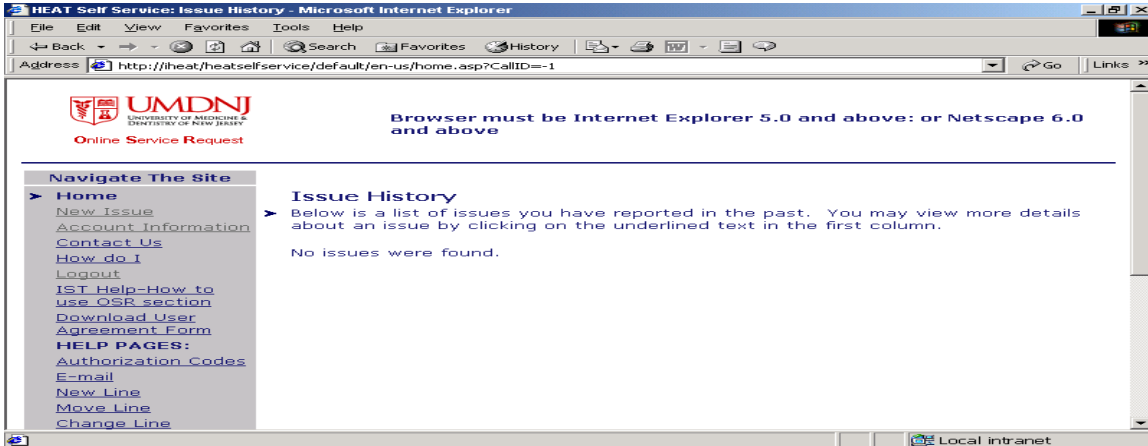 HEAT Self Service: Issue History - Microsoft Internet Explorer
File Edit View Favorites Tools Help
Back Search Favorites History
Address http://iheat/heatselfservice/default/en-us/home.asp?CallID=-1 Go Links »
UMDNJ
UNIVERSITY OF MEDICINE &
DENTISTRY OF NEW JERSEY
Online Service Request
Browser must be Internet Explorer 5.0 and above: or Netscape 6.0
and above
Navigate The Site
Home
New Issue
Account Information
Contact Us
How do I
Logout
IST Help-How to
use OSR section
Download User
Agreement Form
HELP PAGES:
Authorization Codes
E-mail
New Line
Move Line
Change Line
Issue History
Below is a list of issues you have reported in the past. You may view more details
about an issue by clicking on the underlined text in the first column.
No issues were found.
Local intranet